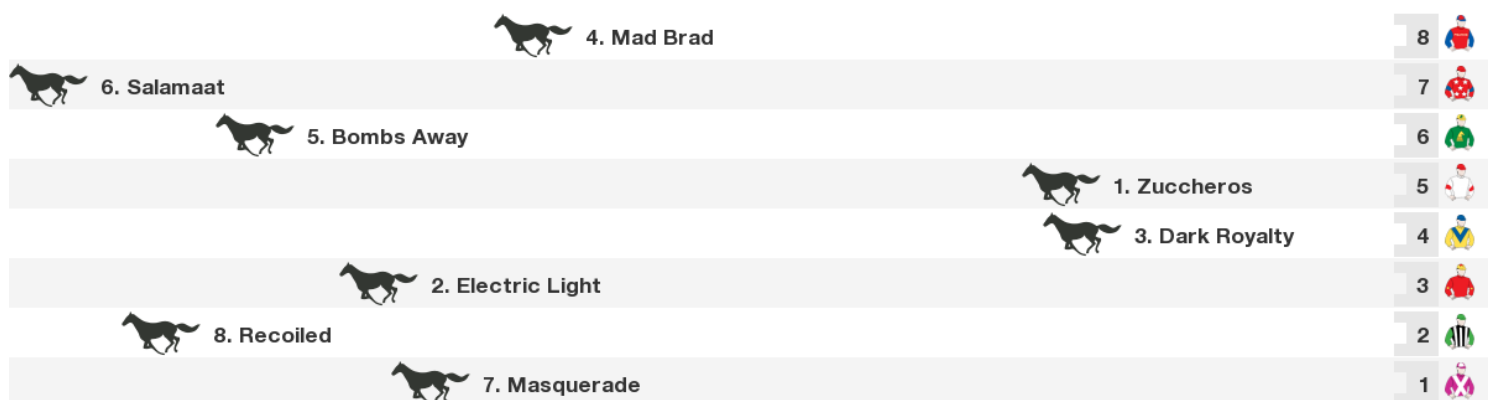 4. Mad Brad 8
6. Salamaat 7
5. Bombs Away 6
1. Zuccheros 5
3. Dark Royalty 4
2. Electric Light 3
8. Recoiled 2
7. Masquerade 1